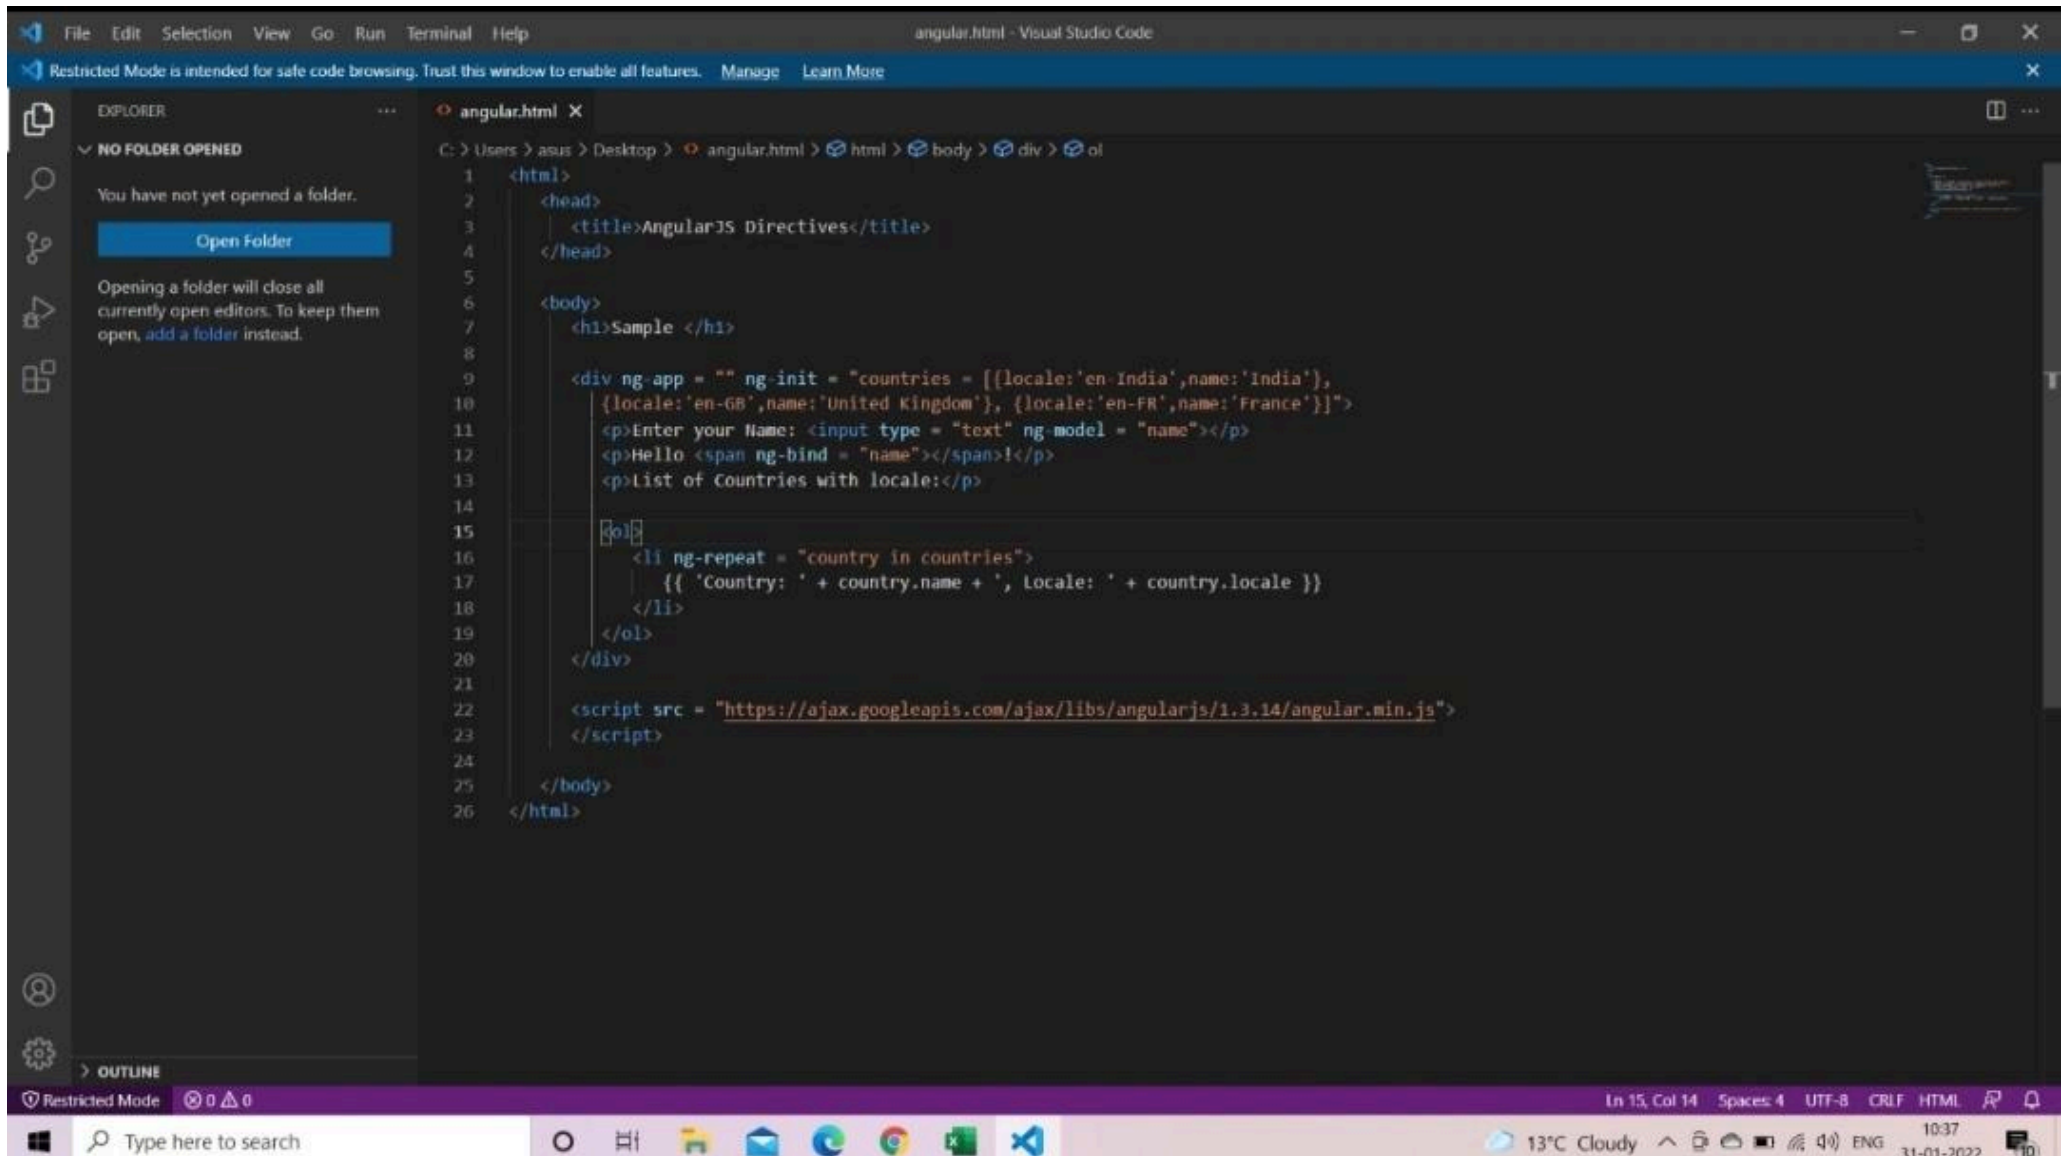 File Edit Selection View Go Run Terminal Help
angular.html - Visual Studio Code
Restricted Mode is intended for safe code browsing. Trust this window to enable all features. Manage Learn More
EXPLORER
NO FOLDER OPENED
You have not yet opened a folder.
Open Folder
Opening a folder will close all
currently open editors. To keep them
open, add a folder instead.
OUTLINE
angular.html
C: > Users > asus > Desktop > angular.html > html > body > div > ol
1 <html>
2 <head>
3 <title>AngularJS Directives</title>
4 </head>
5
6 <body>
7 <h1>Sample </h1>
8
9 <div ng-app = "" ng-init = "countries = [{locale:'en-India',name:'India'},
10 {locale:'en-GB',name:'United Kingdom'}, {locale:'en-FR',name:'France'}]">
11 <p>Enter your Name: <input type = "text" ng-model = "name"></p>
12 <p>Hello <span ng-bind = "name"></span>!</p>
13 <p>List of Countries with locale:</p>
14
15 <ol>
16 <li ng-repeat = "country in countries">
17 {{ 'Country: ' + country.name + ', Locale: ' + country.locale }}
18 </li>
19 </ol>
20 </div>
21
22 <script src = "https://ajax.googleapis.com/ajax/libs/angularjs/1.3.14/angular.min.js">
23 </script>
24
25 </body>
26 </html>
Restricted Mode 0 0
Ln 15, Col 14 Spaces: 4 UTF-8 CRLF HTML
Type here to search
13°C Cloudy ENG
10:37
31-01-2022
10